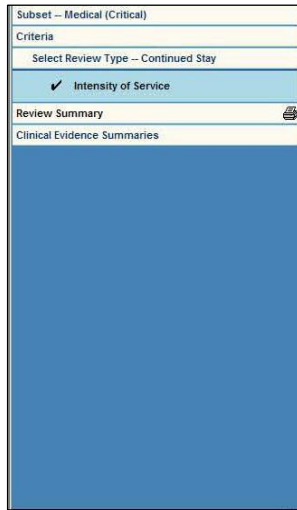 Subset -- Medical (Critical)
Criteria
Select Review Type -- Continued Stay
✔ Intensity of Service
Review Summary
Clinical Evidence Summaries